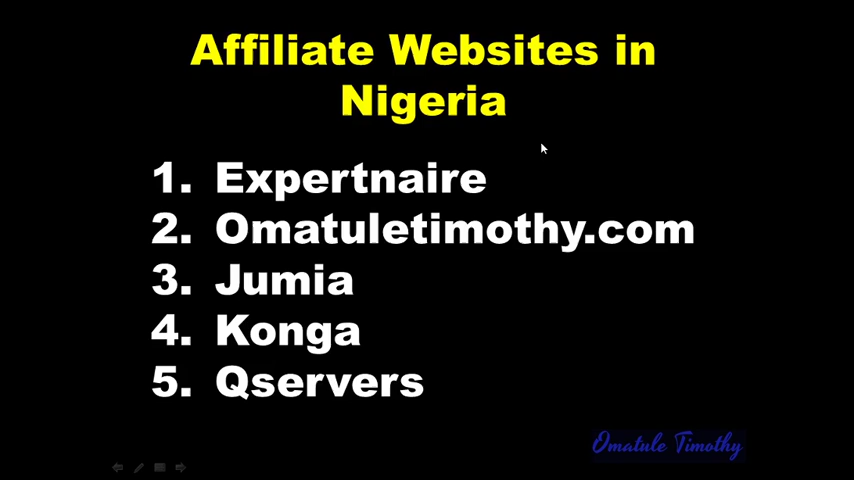 Affiliate Websites in
Nigeria
1. Expertnaire
2. Omatuletimothy.com
3. Jumia
4. Konga
5. Qservers
Omatule Timothy